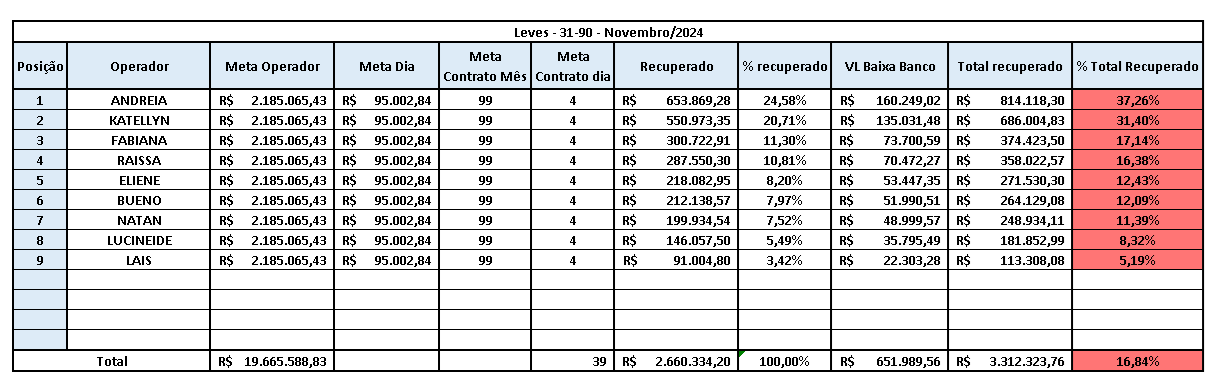 Leves - 31-90 - Novembro/2024
Posição Operador Meta Operador Meta Dia Meta Contrato Mês Meta Contrato dia Recuperado % recuperado VL Baixa Banco Total recuperado % Total Recuperado
1 ANDREIA R$ 2.185.065,43 R$ 95.002,84 99 4 R$ 653.869,28 24,58% R$ 160.249,02 R$ 814.118,30 37,26%
2 KATELLYN R$ 2.185.065,43 R$ 95.002,84 99 4 R$ 550.973,35 20,71% R$ 135.031,48 R$ 686.004,83 31,40%
3 FABIANA R$ 2.185.065,43 R$ 95.002,84 99 4 R$ 300.722,91 11,30% R$ 73.700,59 R$ 374.423,50 17,14%
4 RAISSA R$ 2.185.065,43 R$ 95.002,84 99 4 R$ 287.550,30 10,81% R$ 70.472,27 R$ 358.022,57 16,38%
5 ELIENE R$ 2.185.065,43 R$ 95.002,84 99 4 R$ 218.082,95 8,20% R$ 53.447,35 R$ 271.530,30 12,43%
6 BUENO R$ 2.185.065,43 R$ 95.002,84 99 4 R$ 212.138,57 7,97% R$ 51.990,51 R$ 264.129,08 12,09%
7 NATAN R$ 2.185.065,43 R$ 95.002,84 99 4 R$ 199.934,54 7,52% R$ 48.999,57 R$ 248.934,11 11,39%
8 LUCINEIDE R$ 2.185.065,43 R$ 95.002,84 99 4 R$ 146.057,50 5,49% R$ 35.795,49 R$ 181.852,99 8,32%
9 LAIS R$ 2.185.065,43 R$ 95.002,84 99 4 R$ 91.004,80 3,42% R$ 22.303,28 R$ 113.308,08 5,19%
Total R$ 19.665.588,83 39 R$ 2.660.334,20 100,00% R$ 651.989,56 R$ 3.312.323,76 16,84%